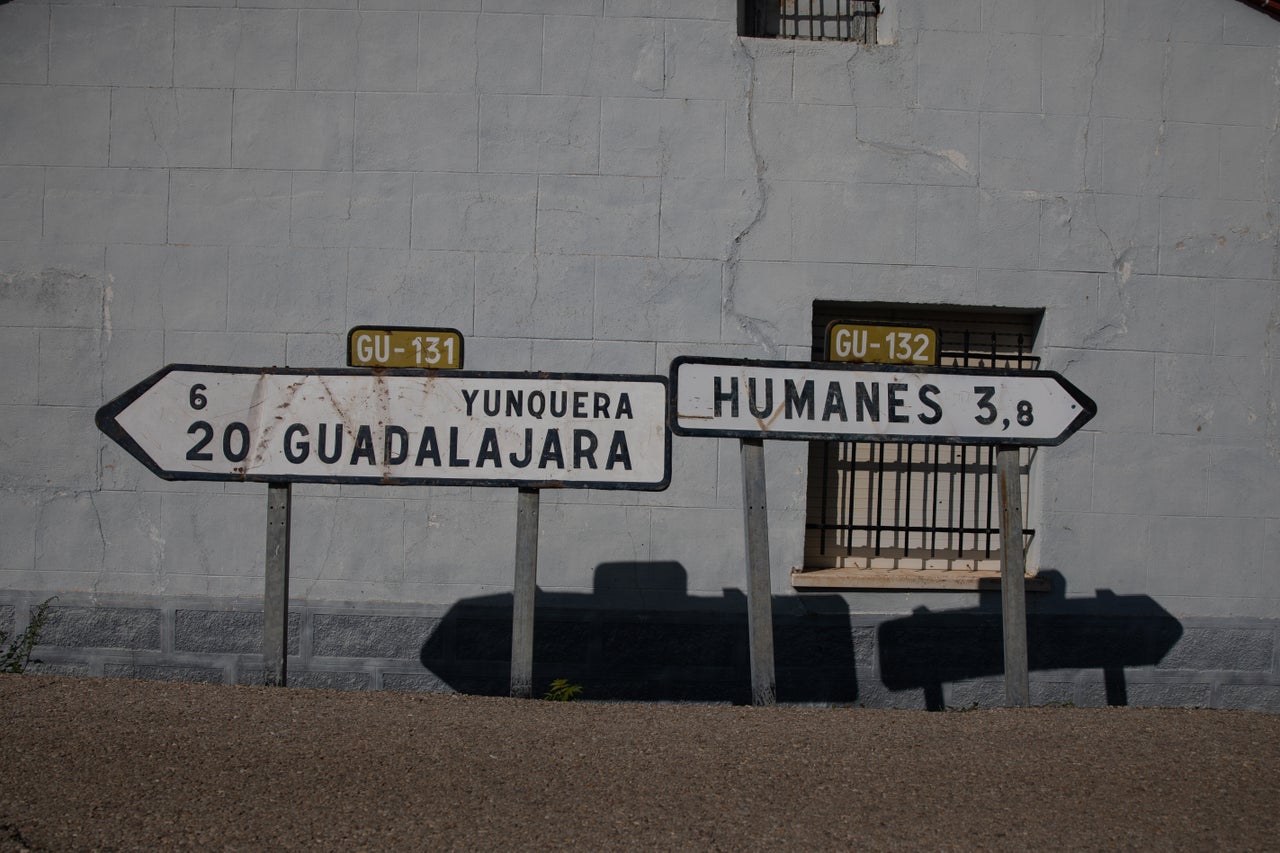 GU-131
6 YUNQUERA
20 GUADALAJARA
GU-132
HUMANES 3,8